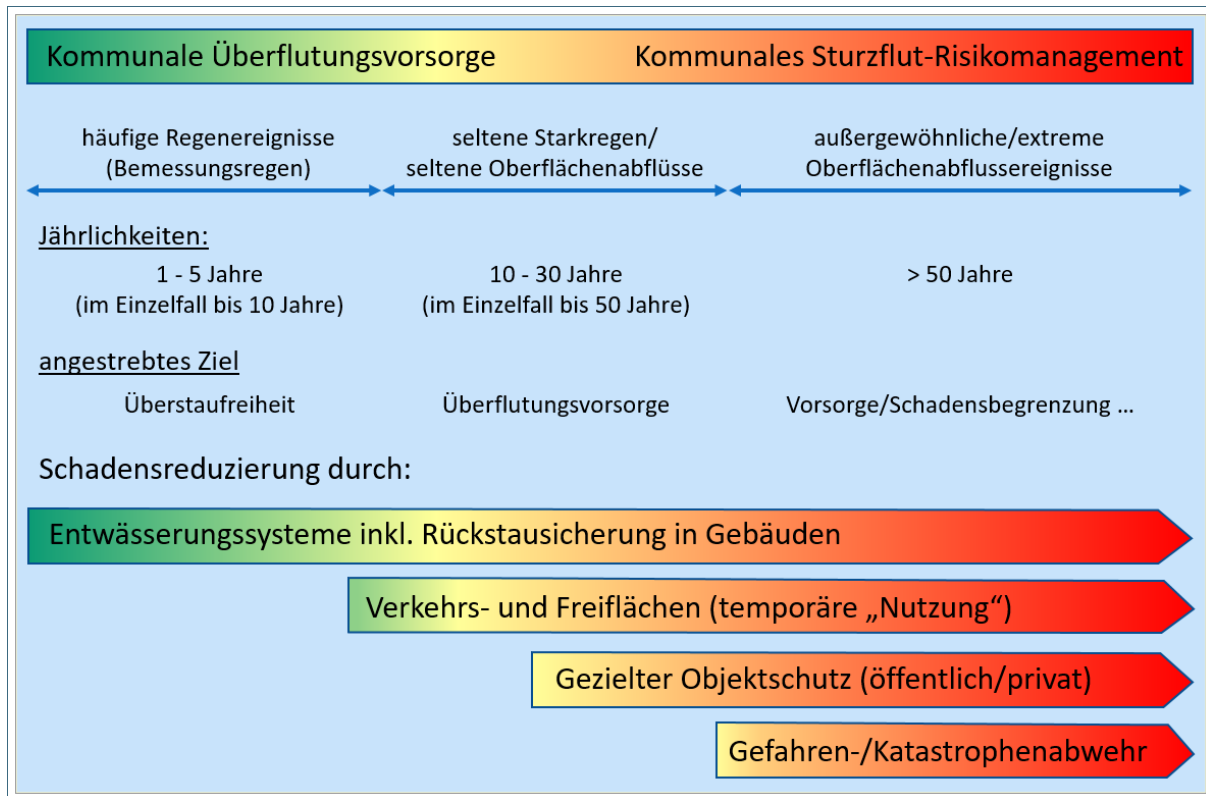 Kommunale Überflutungsvorsorge
Kommunales Sturzflut-Risikomanagement
häufige Regenereignisse
(Bemessungsregen)
seltene Starkregen/
seltene Oberflächenabflüsse
außergewöhnliche/extreme
Oberflächenabflussereignisse
Jährlichkeiten:
1 - 5 Jahre
(im Einzelfall bis 10 Jahre)
10 - 30 Jahre
(im Einzelfall bis 50 Jahre)
> 50 Jahre
angestrebtes Ziel
Überstaufreiheit
Überflutungsvorsorge
Vorsorge/Schadensbegrenzung ...
Schadensreduzierung durch:
Entwässerungssysteme inkl. Rückstausicherung in Gebäuden
Verkehrs- und Freiflächen (temporäre „Nutzung“)
Gezielter Objektschutz (öffentlich/privat)
Gefahren-/Katastrophenabwehr